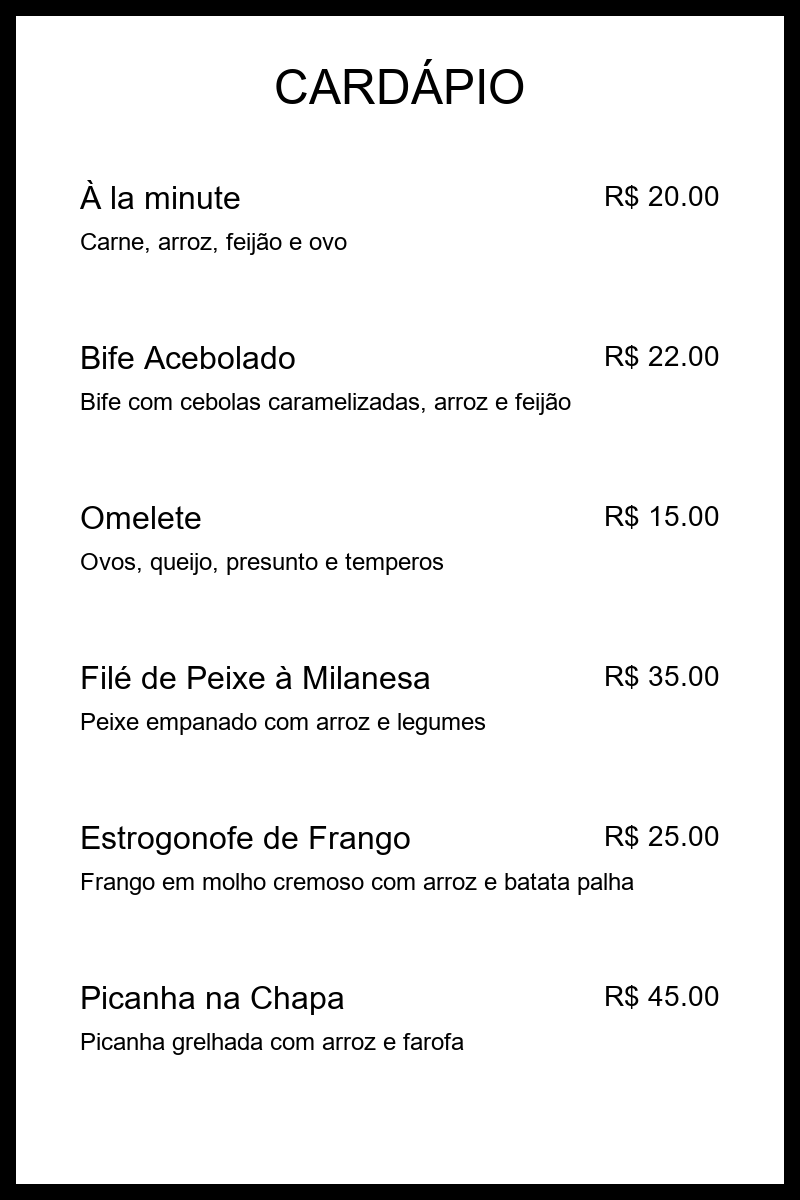 CARDÁPIO
À la minute R$ 20.00
Carne, arroz, feijão e ovo
Bife Acebolado R$ 22.00
Bife com cebolas caramelizadas, arroz e feijão
Omelete R$ 15.00
Ovos, queijo, presunto e temperos
Filé de Peixe à Milanesa R$ 35.00
Peixe empanado com arroz e legumes
Estrogonofe de Frango R$ 25.00
Frango em molho cremoso com arroz e batata palha
Picanha na Chapa R$ 45.00
Picanha grelhada com arroz e farofa